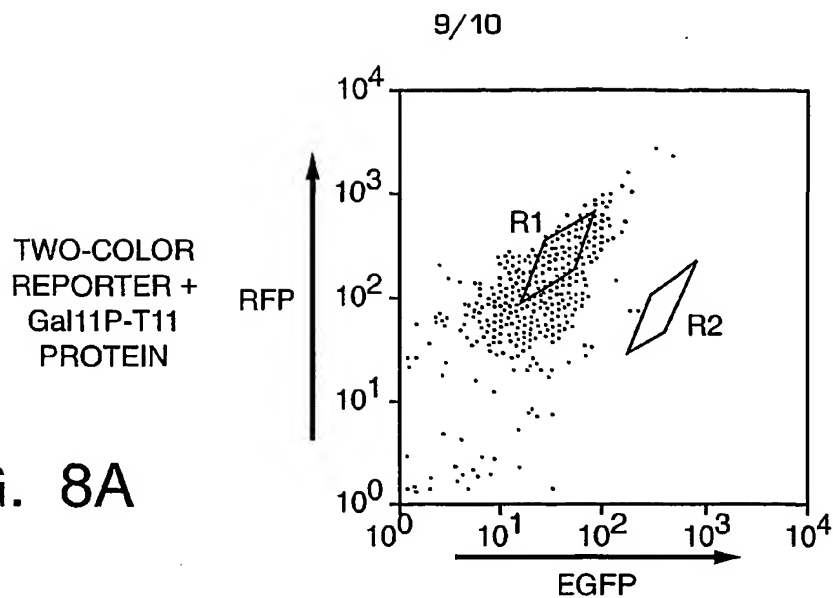 9/10
10^4
10^3
10^2
10^1
10^0
R1
R2
TWO-COLOR
REPORTER +
Gal11P-T11
PROTEIN
RFP
10^0 10^1 10^2 10^3 10^4
EGFP
8A